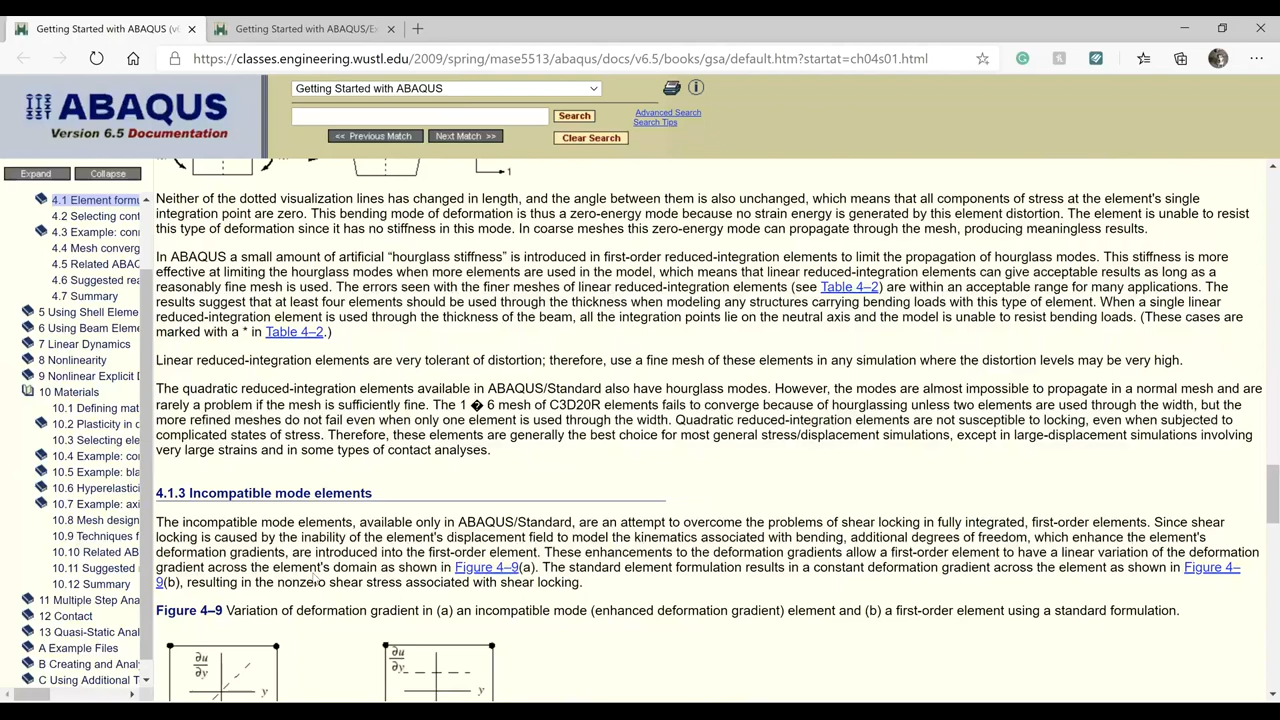 Getting Started with ABAQUS (v6
Getting Started with ABAQUS/Ex
https://classes.engineering.wustl.edu/2009/spring/mase5513/abaqus/docs/v6.5/books/gsa/default.htm?startat=ch04s01.html
ABAQUS
Version 6.5 Documentation
Getting Started with ABAQUS
Search
Advanced Search
Search Tips
<< Previous Match
Next Match >>
Clear Search
Expand
Collapse
4.1 Element formu
4.2 Selecting cont
4.3 Example: conn
4.4 Mesh converg
4.5 Related ABAC
4.6 Suggested rea
4.7 Summary
5 Using Shell Eleme
6 Using Beam Eleme
7 Linear Dynamics
8 Nonlinearity
9 Nonlinear Explicit D
10 Materials
10.1 Defining mat
10.2 Plasticity in d
10.3 Selecting ele
10.4 Example: con
10.5 Example: bla
10.6 Hyperelastici
10.7 Example: axi
10.8 Mesh design
10.9 Techniques f
10.10 Related AB
10.11 Suggested
10.12 Summary
11 Multiple Step Ana
12 Contact
13 Quasi-Static Anal
A Example Files
B Creating and Analy
C Using Additional T
1
Neither of the dotted visualization lines has changed in length, and the angle between them is also unchanged, which means that all components of stress at the element's single
integration point are zero. This bending mode of deformation is thus a zero-energy mode because no strain energy is generated by this element distortion. The element is unable to resist
this type of deformation since it has no stiffness in this mode. In coarse meshes this zero-energy mode can propagate through the mesh, producing meaningless results.
In ABAQUS a small amount of artificial “hourglass stiffness” is introduced in first-order reduced-integration elements to limit the propagation of hourglass modes. This stiffness is more
effective at limiting the hourglass modes when more elements are used in the model, which means that linear reduced-integration elements can give acceptable results as long as a
reasonably fine mesh is used. The errors seen with the finer meshes of linear reduced-integration elements (see Table 4–2) are within an acceptable range for many applications. The
results suggest that at least four elements should be used through the thickness when modeling any structures carrying bending loads with this type of element. When a single linear
reduced-integration element is used through the thickness of the beam, all the integration points lie on the neutral axis and the model is unable to resist bending loads. (These cases are
marked with a * in Table 4–2.)
Linear reduced-integration elements are very tolerant of distortion; therefore, use a fine mesh of these elements in any simulation where the distortion levels may be very high.
The quadratic reduced-integration elements available in ABAQUS/Standard also have hourglass modes. However, the modes are almost impossible to propagate in a normal mesh and are
rarely a problem if the mesh is sufficiently fine. The 1 � 6 mesh of C3D20R elements fails to converge because of hourglassing unless two elements are used through the width, but the
more refined meshes do not fail even when only one element is used through the width. Quadratic reduced-integration elements are not susceptible to locking, even when subjected to
complicated states of stress. Therefore, these elements are generally the best choice for most general stress/displacement simulations, except in large-displacement simulations involving
very large strains and in some types of contact analyses.
4.1.3 Incompatible mode elements
The incompatible mode elements, available only in ABAQUS/Standard, are an attempt to overcome the problems of shear locking in fully integrated, first-order elements. Since shear
locking is caused by the inability of the element's displacement field to model the kinematics associated with bending, additional degrees of freedom, which enhance the element's
deformation gradients, are introduced into the first-order element. These enhancements to the deformation gradients allow a first-order element to have a linear variation of the deformation
gradient across the element's domain as shown in Figure 4–9(a). The standard element formulation results in a constant deformation gradient across the element as shown in Figure 4–
9(b), resulting in the nonzero shear stress associated with shear locking.
Figure 4–9 Variation of deformation gradient in (a) an incompatible mode (enhanced deformation gradient) element and (b) a first-order element using a standard formulation.
∂u
∂y
y
∂u
∂y
y